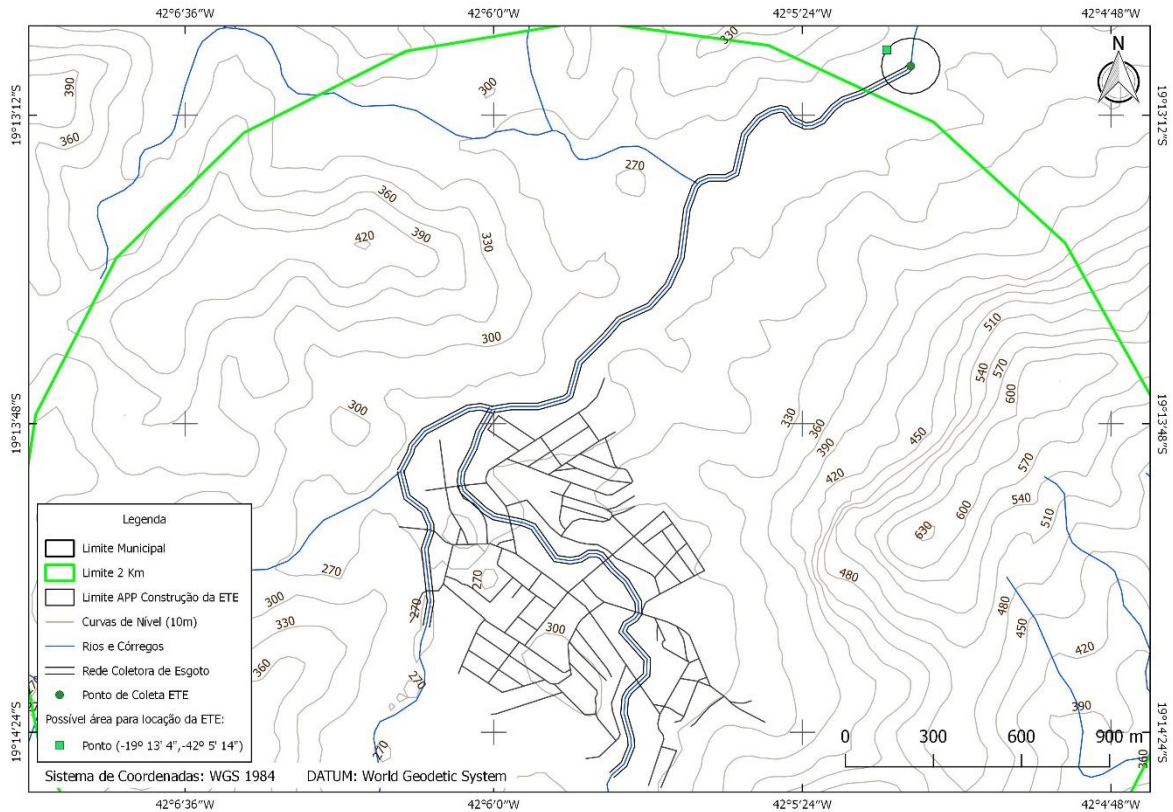 42°6'36"W 42°6'0"W 42°5'24"W 42°4'48"W
N
330
390
300
19°13'12"S 19°13'12"S
360
270
360
420
390
330
510
300
540
570
600
300
330
360
450
19°13'48"S 19°13'48"S
390
420
570
540
600
510
630
270
270
480
300
270
480
330
300
450
420
360
270
390
270
19°14'24"S 19°14'24"S
360
Legenda
Limite Municipal
Limite 2 Km
Limite APP Construção da ETE
Curvas de Nível (10m)
Rios e Córregos
Rede Coletora de Esgoto
Ponto de Coleta ETE
Possível área para locação da ETE:
Ponto (-19º 13' 4",-42º 5' 14")
0 300 600 900 m
Sistema de Coordenadas: WGS 1984 DATUM: World Geodetic System
42°6'36"W 42°6'0"W 42°5'24"W 42°4'48"W